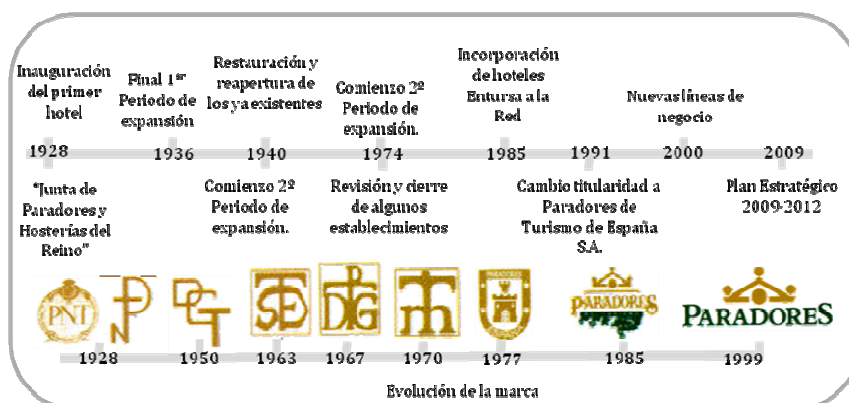 Inauguración
del primer
hotel
Final 1er
Periodo de
expansión
Restauración y
reapertura de
los ya existentes
Comienzo 2º
Periodo de
expansión.
Incorporación
de hoteles
Entursa a la
Red
Nuevas líneas de
negocio
1928 1936 1940 1974 1985 1991 2000 2009
"Junta de
Paradores y
Hosterías del
Reino"
Comienzo 2º
Periodo de
expansión.
Revisión y cierre
de algunos
establecimientos
Cambio titularidad a
Paradores de
Turismo de España
S.A.
Plan Estratégico
2009-2012
PNT
PARADORES
PARADORES
PARADORES
1928 1950 1963 1967 1970 1977 1985 1999
Evolución de la marca